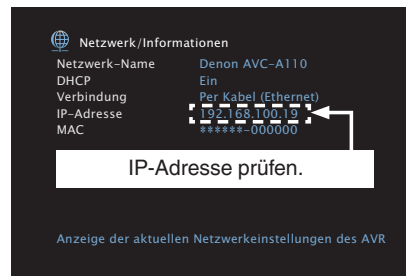 Netzwerk/Informationen
Netzwerk-Name Denon AVC-A110
DHCP Ein
Verbindung Per Kabel (Ethernet)
IP-Adresse 192.168.100.19
MAC ******-000000
IP-Adresse prüfen.
Anzeige der aktuellen Netzwerkeinstellungen des AVR